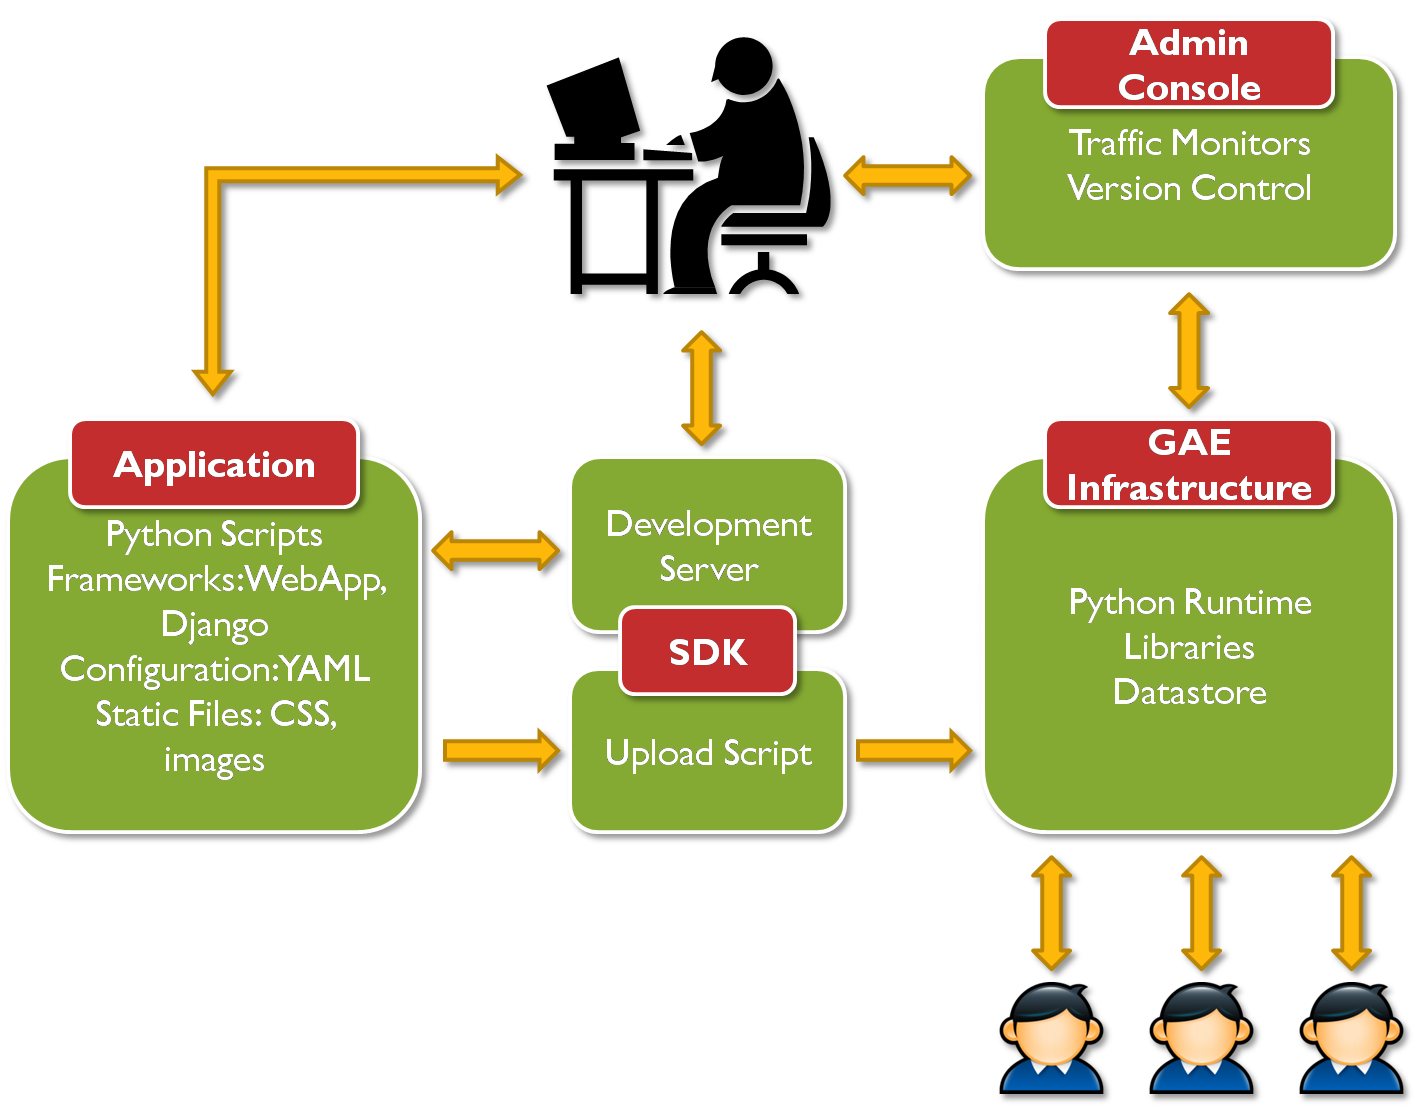 Admin
Console
Traffic Monitors
Version Control
Application
Python Scripts
Frameworks:WebApp,
Django
Configuration:YAML
Static Files: CSS,
images
Development
Server
SDK
Upload Script
GAE
Infrastructure
Python Runtime
Libraries
Datastore